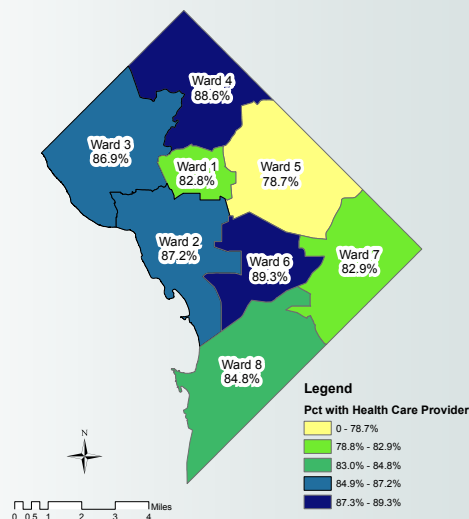 Ward 4
88.6%
Ward 3
86.9%
Ward 1
82.8%
Ward 5
78.7%
Ward 2
87.2%
Ward 6
89.3%
Ward 7
82.9%
Ward 8
84.8%
Legend
Pct with Health Care Provider
0 - 78.7%
78.8% - 82.9%
83.0% - 84.8%
84.9% - 87.2%
87.3% - 89.3%
N
Miles
0 0.5 1 2 3 4